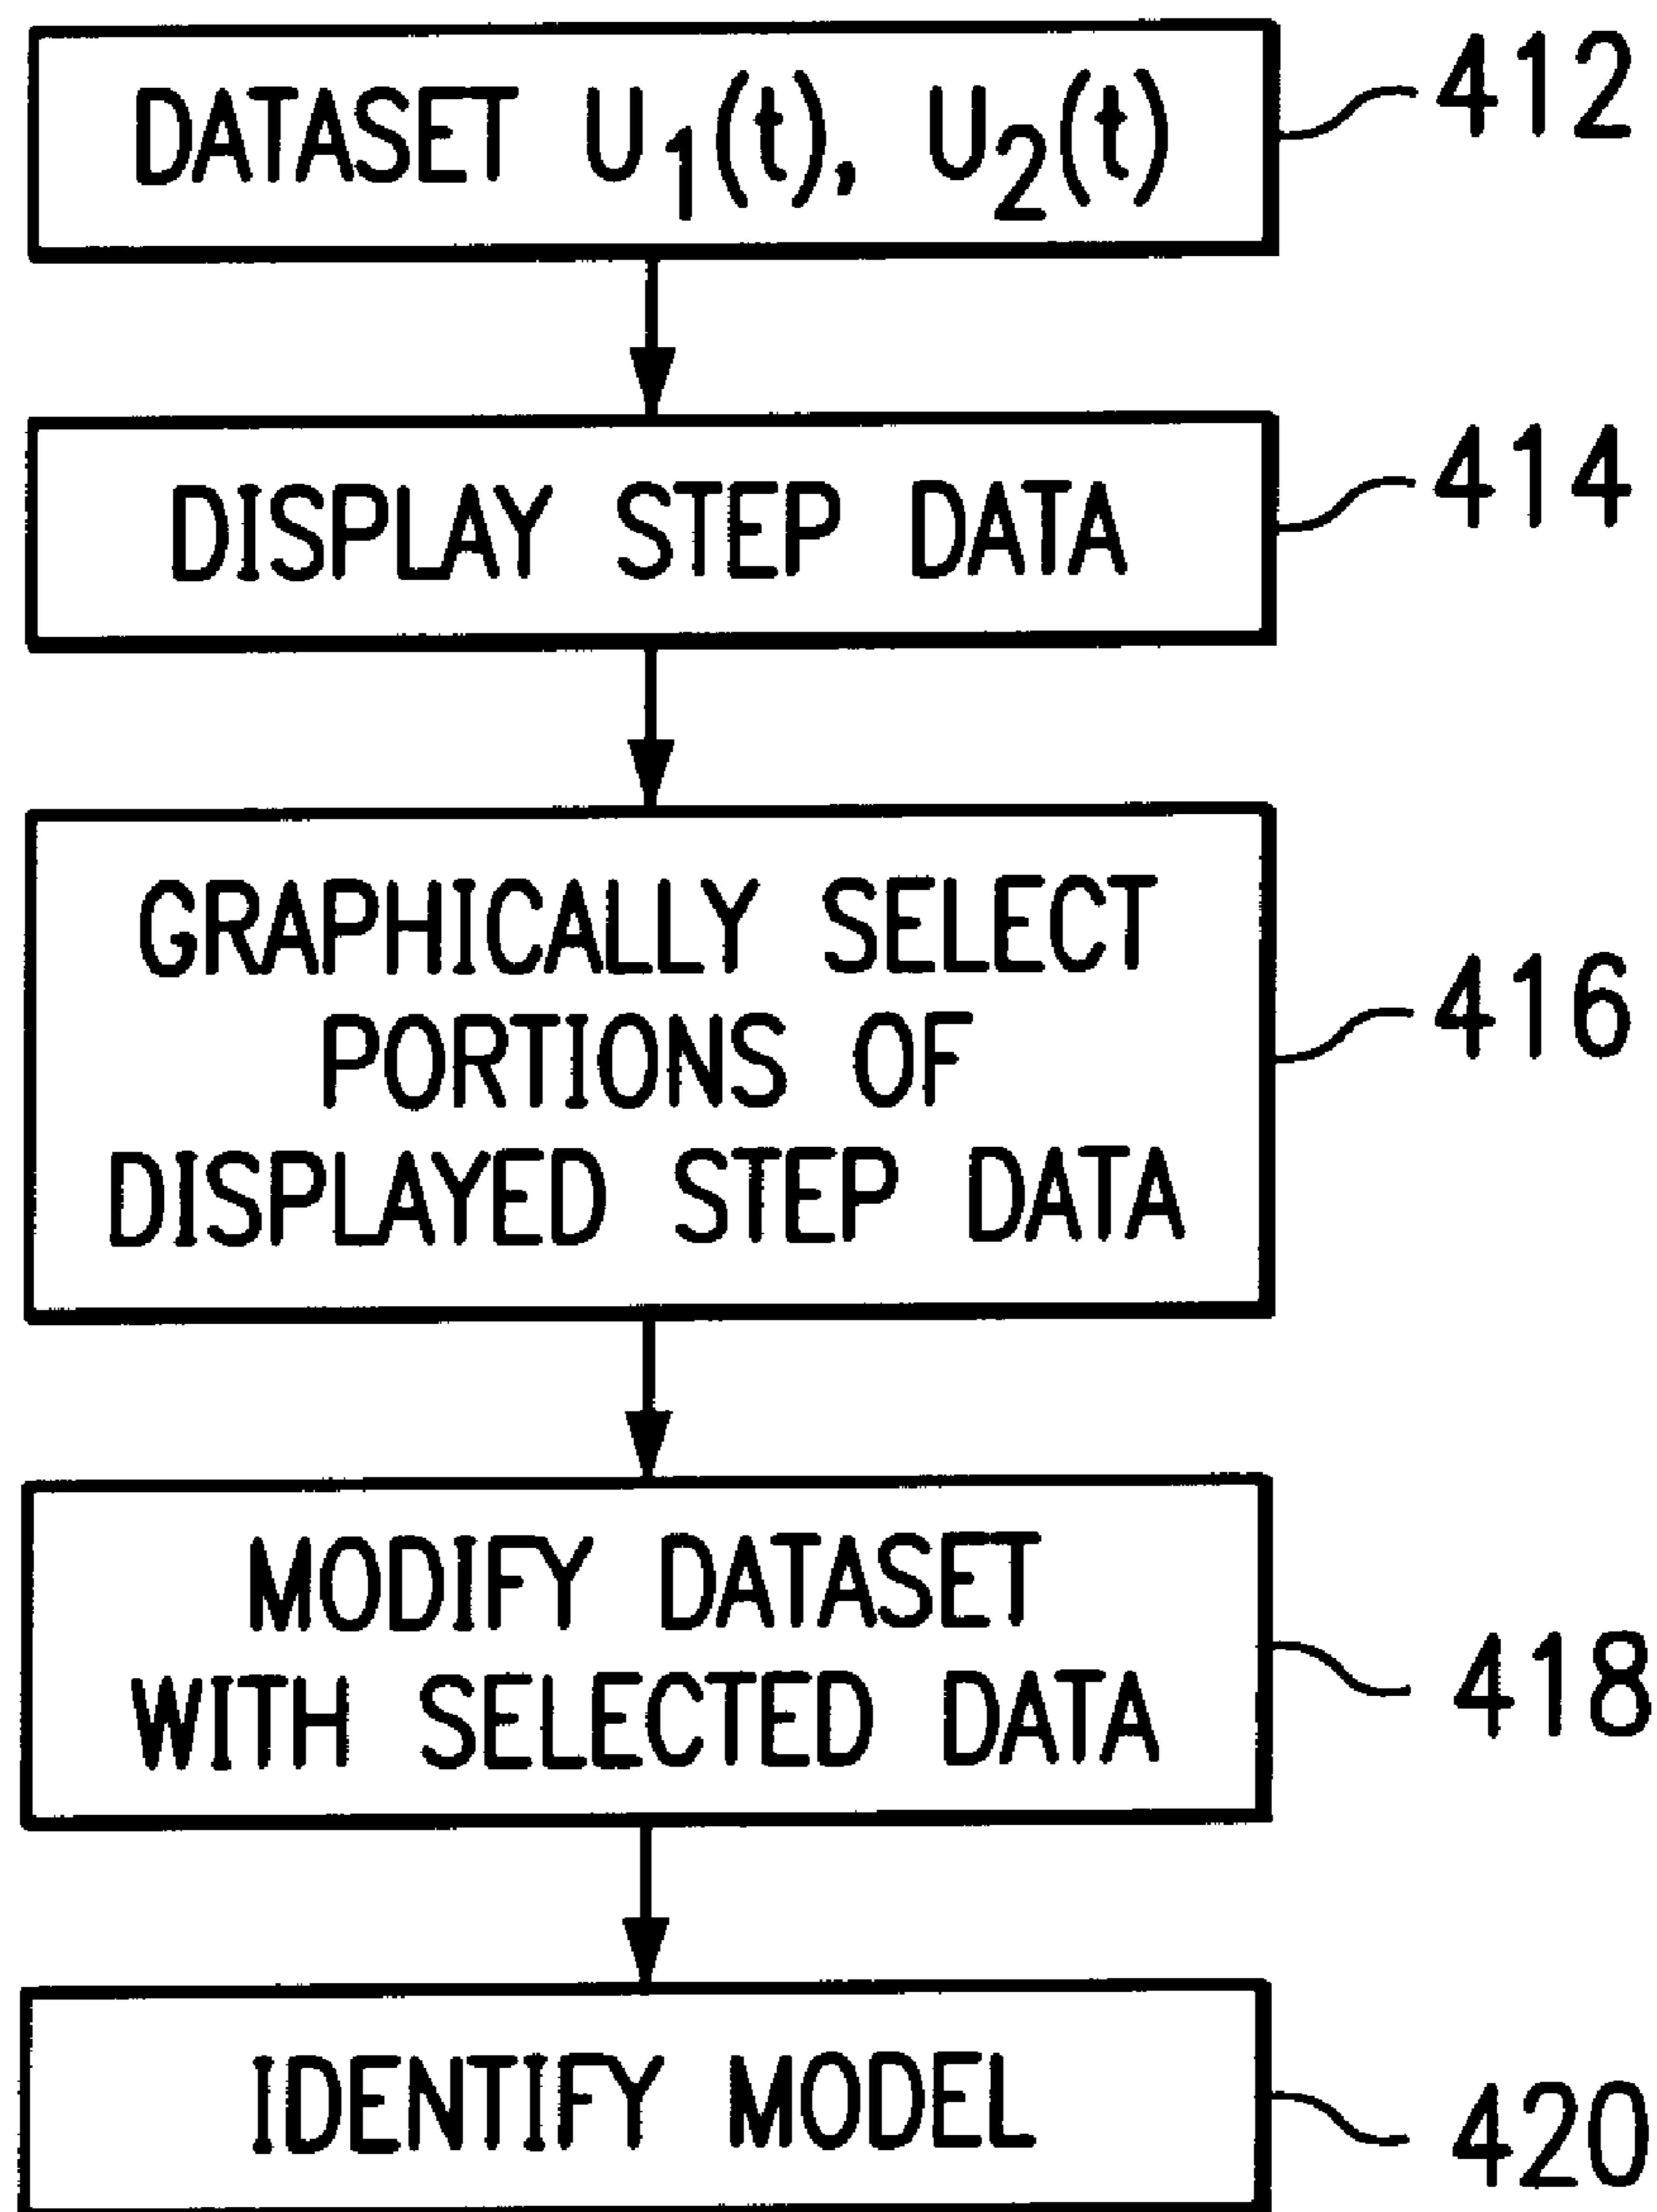 DATASET U1(t), U2(t)
412
DISPLAY STEP DATA
414
GRAPHICALLY SELECT
PORTIONS OF
DISPLAYED STEP DATA
416
MODIFY DATASET
WITH SELECTED DATA
418
IDENTIFY MODEL
420